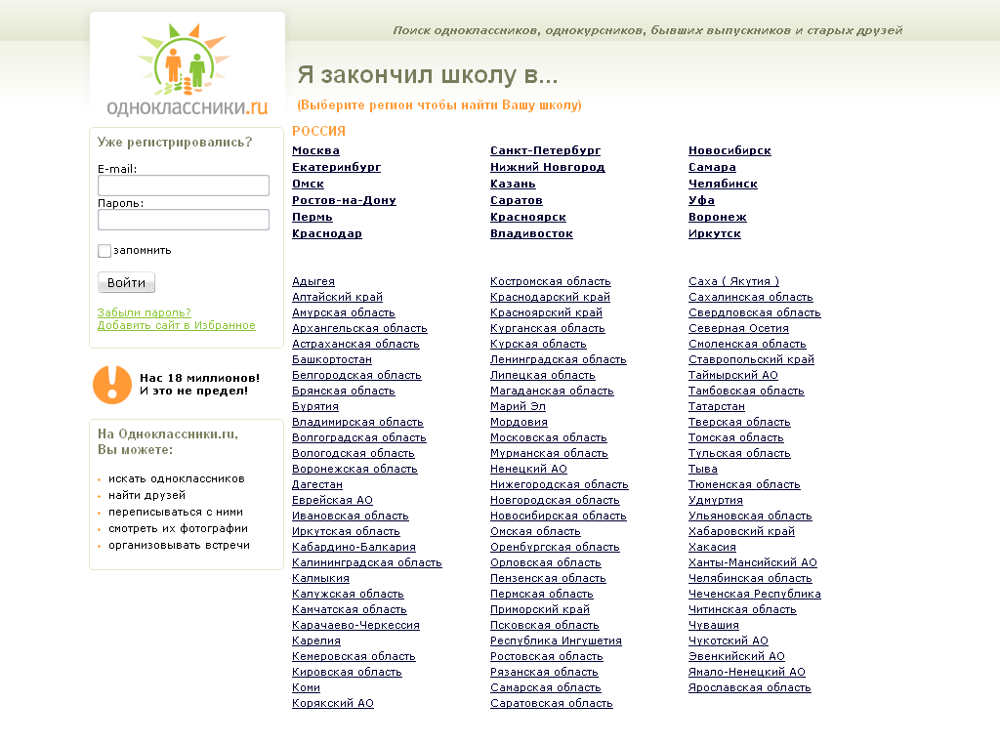 одноклассники.ru
Поиск одноклассников, однокурсников, бывших выпускников и старых друзей
Уже регистрировались?
E-mail:
Пароль:
запомнить
Войти
Забыли пароль?
Добавить сайт в Избранное
Нас 18 миллионов!
И это не предел!
На Одноклассники.ru,
Вы можете:
искать одноклассников
найти друзей
переписываться с ними
смотреть их фотографии
организовывать встречи
Я закончил школу в...
(Выберите регион чтобы найти Вашу школу)
РОССИЯ
Москва
Екатеринбург
Омск
Ростов-на-Дону
Пермь
Краснодар
Санкт-Петербург
Нижний Новгород
Казань
Саратов
Красноярск
Владивосток
Новосибирск
Самара
Челябинск
Уфа
Воронеж
Иркутск
Адыгея
Алтайский край
Амурская область
Архангельская область
Астраханская область
Башкортостан
Белгородская область
Брянская область
Бурятия
Владимирская область
Волгоградская область
Вологодская область
Воронежская область
Дагестан
Еврейская АО
Ивановская область
Иркутская область
Кабардино-Балкария
Калининградская область
Калмыкия
Калужская область
Камчатская область
Карачаево-Черкессия
Карелия
Кемеровская область
Кировская область
Коми
Корякский АО
Костромская область
Краснодарский край
Красноярский край
Курганская область
Курская область
Ленинградская область
Липецкая область
Магаданская область
Марий Эл
Мордовия
Московская область
Мурманская область
Ненецкий АО
Нижегородская область
Новгородская область
Новосибирская область
Омская область
Оренбургская область
Орловская область
Пензенская область
Пермская область
Приморский край
Псковская область
Республика Ингушетия
Ростовская область
Рязанская область
Самарская область
Саратовская область
Саха ( Якутия )
Сахалинская область
Свердловская область
Северная Осетия
Смоленская область
Ставропольский край
Таймырский АО
Тамбовская область
Татарстан
Тверская область
Томская область
Тульская область
Тыва
Тюменская область
Удмуртия
Ульяновская область
Хабаровский край
Хакасия
Ханты-Мансийский АО
Челябинская область
Чеченская Республика
Читинская область
Чувашия
Чукотский АО
Эвенкийский АО
Ямало-Ненецкий АО
Ярославская область